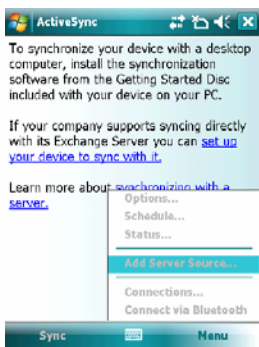 ActiveSync
To synchronize your device with a desktop
computer, install the synchronization
software from the Getting Started Disc
included with your device on your PC.
If your company supports syncing directly
with its Exchange Server you can set up
your device to sync with it.
Learn more about synchronizing with a
server.
Options...
Schedule...
Status...
Add Server Source...
Connections...
Connect via Bluetooth
Sync
Menu